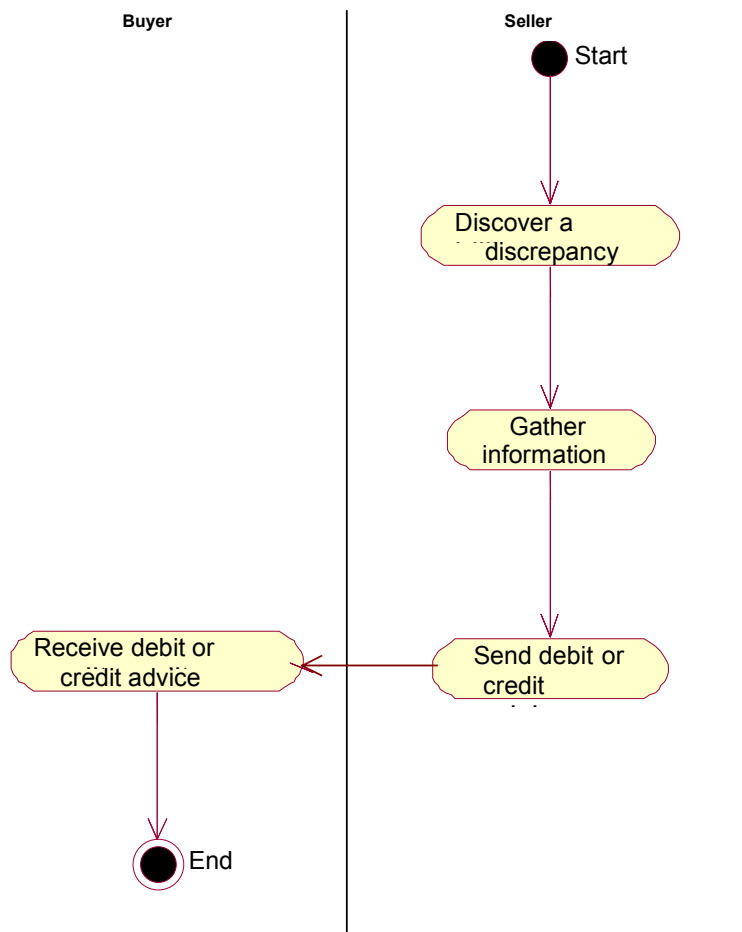 Buyer
Seller
Start
Discover a
discrepancy
Gather
information
Send debit or
credit
Receive debit or
credit advice
End